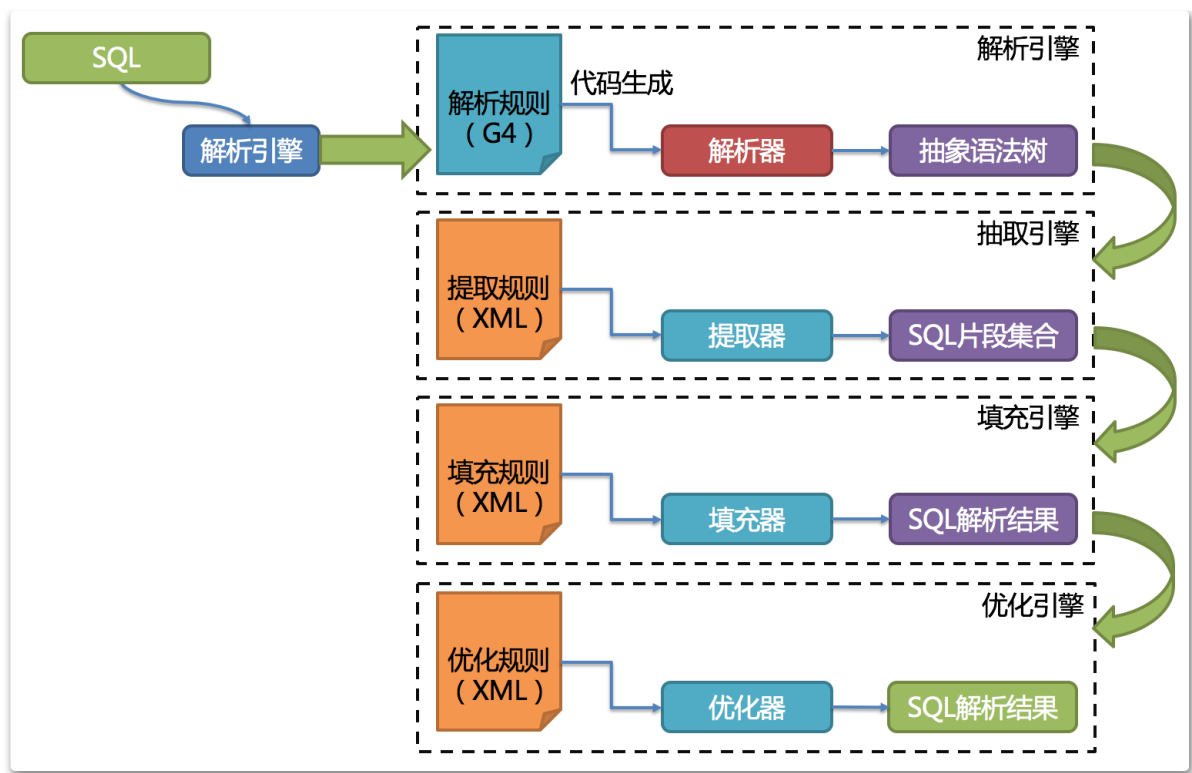 SQL
解析引擎
解析引擎
解析规则
（G4）
代码生成
解析器
抽象语法树
抽取引擎
提取规则
（XML）
提取器
SQL片段集合
填充引擎
填充规则
（XML）
填充器
SQL解析结果
优化引擎
优化规则
（XML）
优化器
SQL解析结果